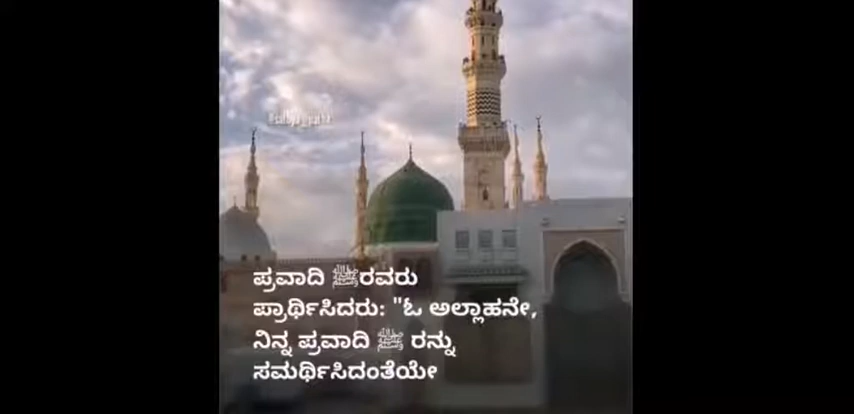 ಪ್ರವಾದಿ ﷺರವರು
ಪ್ರಾರ್ಥಿಸಿದರು: "ಓ ಅಲ್ಲಾಹನೇ,
ನಿನ್ನ ಪ್ರವಾದಿ ﷺ ರನ್ನು
ಸಮರ್ಥಿಸಿದಂತೆಯೇ